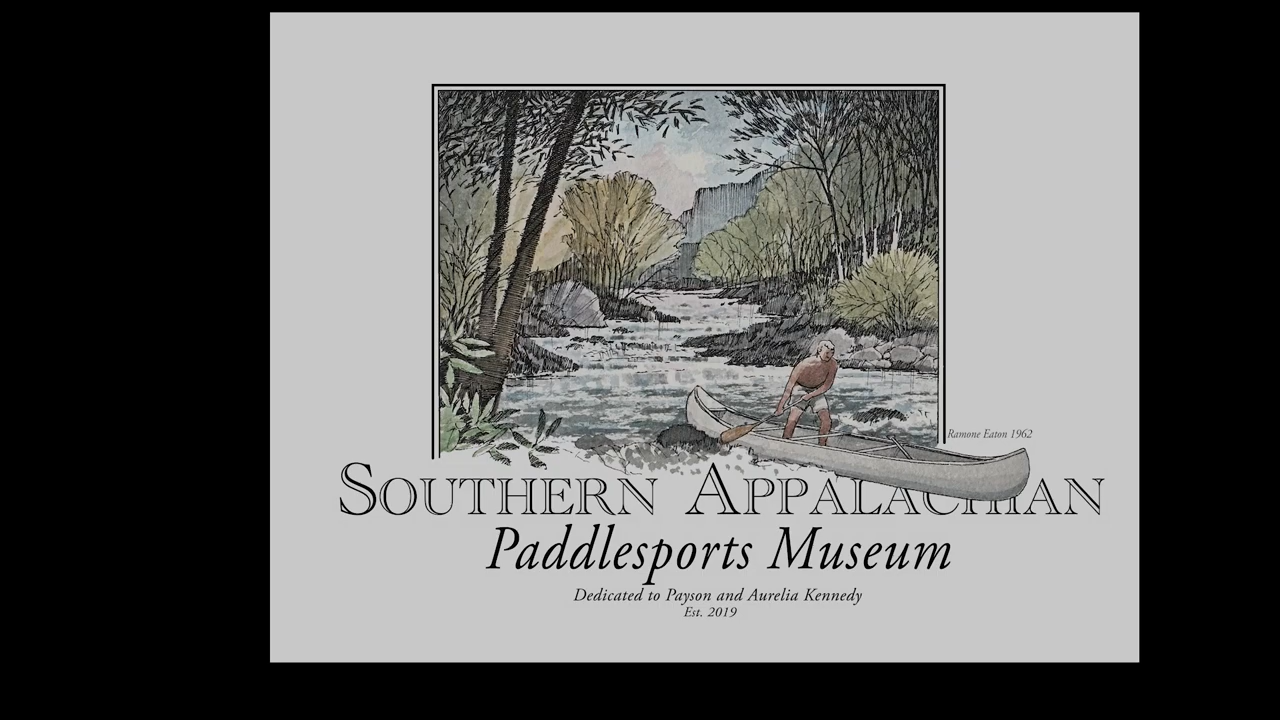 Ramone Eaton 1962
SOUTHERN APPALACHIAN
Paddlesports Museum
Dedicated to Payson and Aurelia Kennedy
Est. 2019